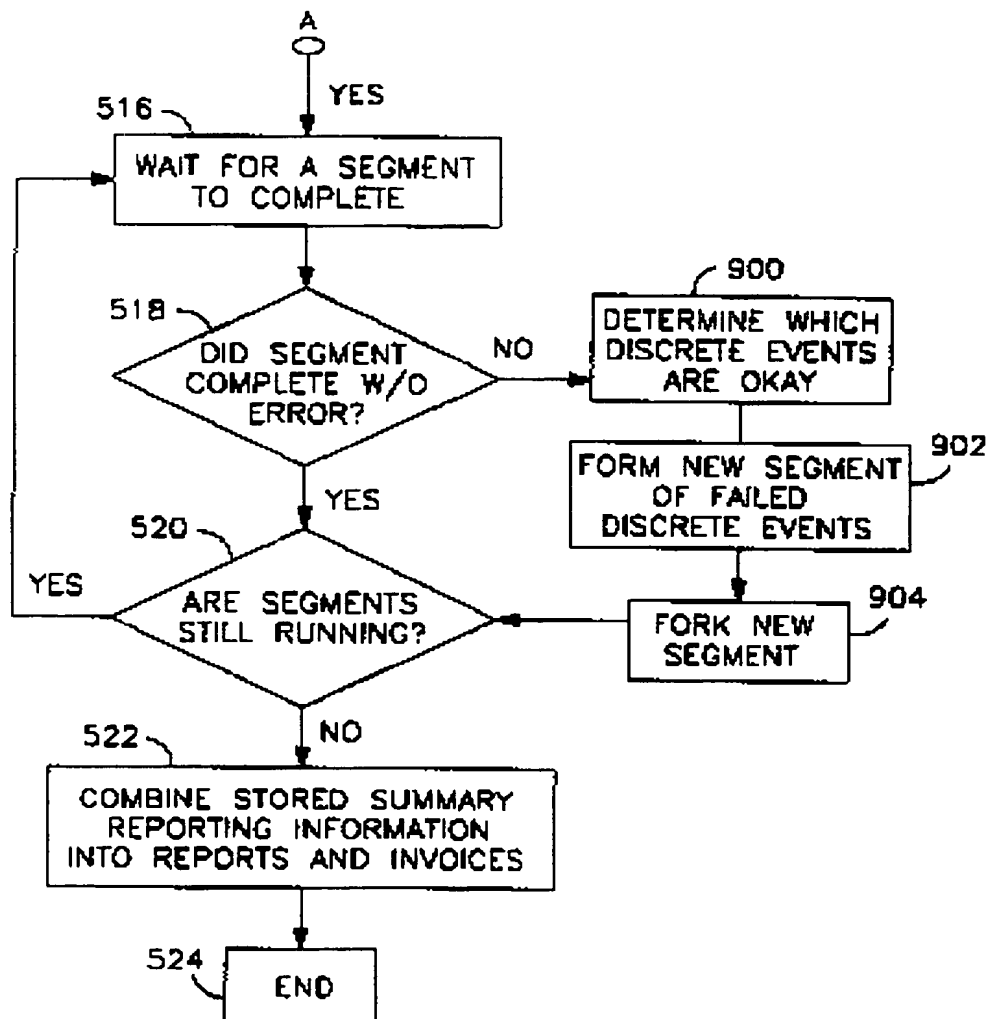 A
YES
516
WAIT FOR A SEGMENT
TO COMPLETE
518
DID SEGMENT
COMPLETE W/O
ERROR?
NO
900
DETERMINE WHICH
DISCRETE EVENTS
ARE OKAY
902
FORM NEW SEGMENT
OF FAILED
DISCRETE EVENTS
904
FORK NEW
SEGMENT
YES
520
ARE SEGMENTS
STILL RUNNING?
YES
NO
522
COMBINE STORED SUMMARY
REPORTING INFORMATION
INTO REPORTS AND INVOICES
524
END